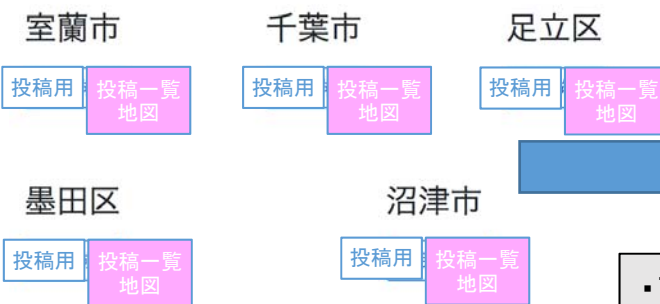 室蘭市 千葉市 足立区
投稿用 投稿一覧 投稿用 投稿一覧 投稿用 投稿一覧
地図 地図 地図
墨田区 沼津市
投稿用 投稿一覧 投稿用 投稿一覧
地図 地図